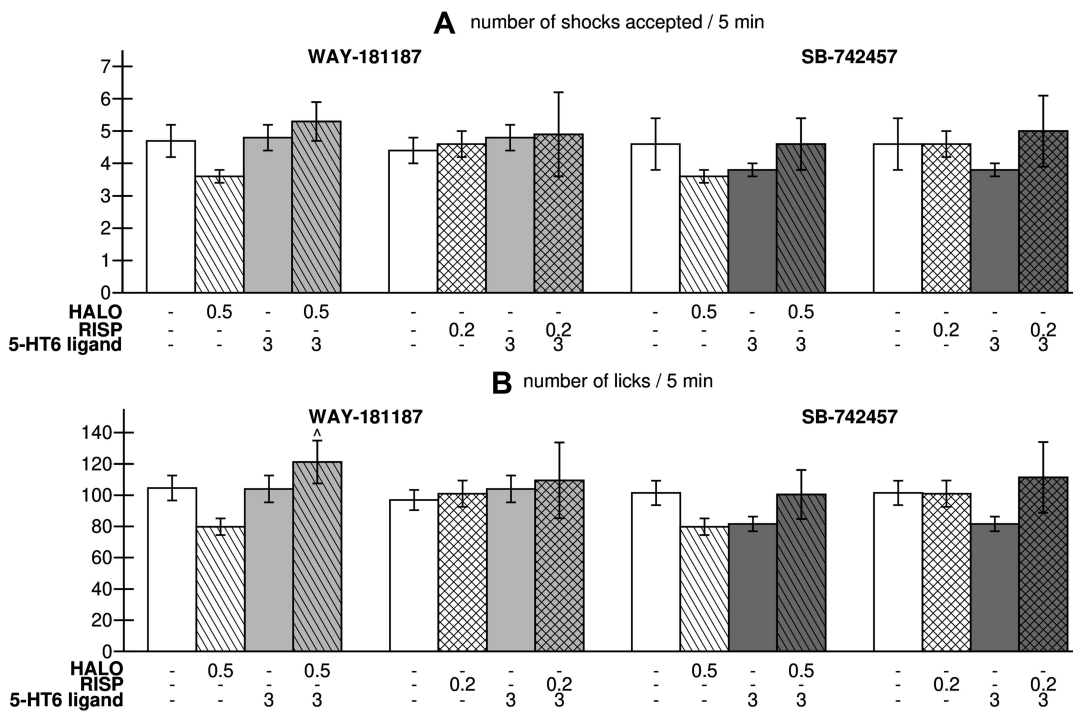 A number of shocks accepted / 5 min
WAY-181187 SB-742457
7
6
5
4
3
2
1
0
HALO - 0.5 - 0.5 - - - - - 0.5 - 0.5 - - - -
RISP - - - - - 0.2 - 0.2 - - - - - 0.2 - 0.2
5-HT6 ligand - - 3 3 - - 3 3 - - 3 3 - - 3 3
B number of licks / 5 min
WAY-181187 SB-742457
^
140
120
100
80
60
40
20
0
HALO - 0.5 - 0.5 - - - - - 0.5 - 0.5 - - - -
RISP - - - - - 0.2 - 0.2 - - - - - 0.2 - 0.2
5-HT6 ligand - - 3 3 - - 3 3 - - 3 3 - - 3 3